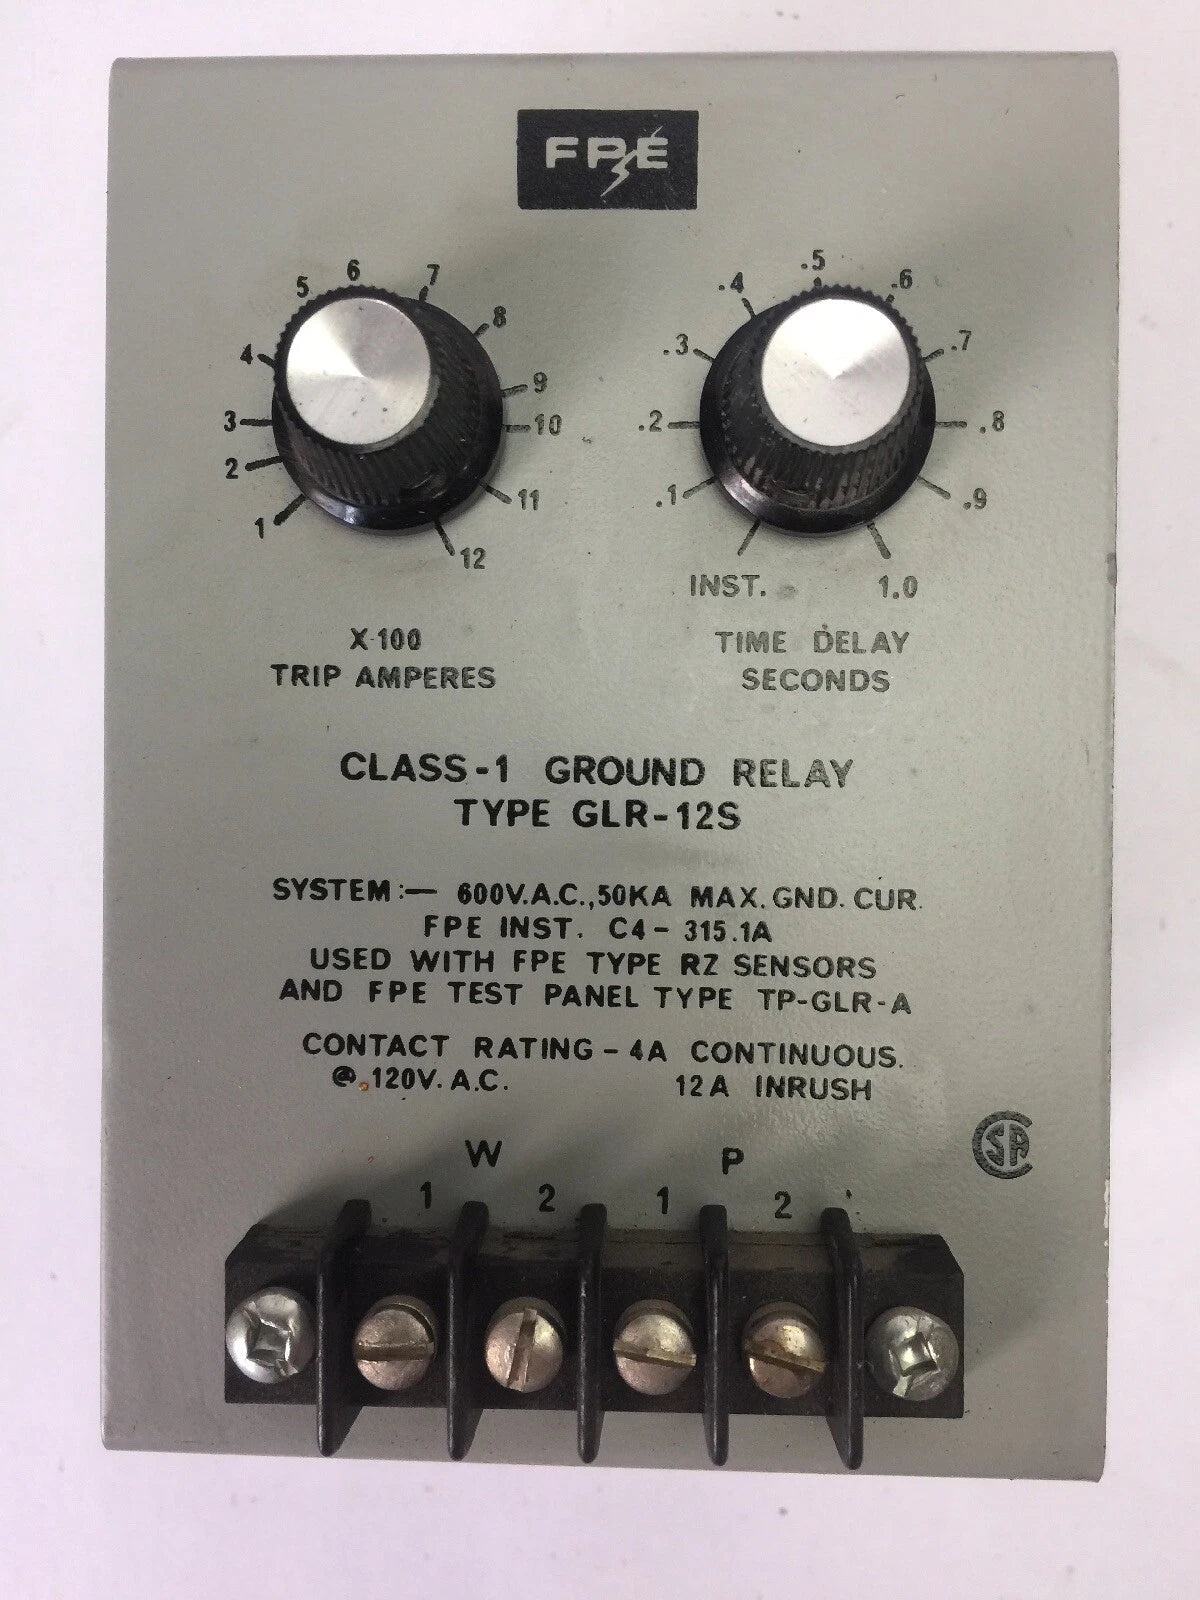 FPE
1 2 3 4 5 6 7 8 9 10 11 12
INST. .1 .2 .3 .4 .5 .6 .7 .8 .9 1.0
X-100
TRIP AMPERES
TIME DELAY
SECONDS
CLASS-1 GROUND RELAY
TYPE GLR-12S
SYSTEM:— 600V.A.C.,50KA MAX. GND. CUR.
FPE INST. C4-315.1A
USED WITH FPE TYPE RZ SENSORS
AND FPE TEST PANEL TYPE TP-GLR-A
CONTACT RATING-4A CONTINUOUS.
@.120V.A.C. 12A INRUSH
CSA
W P
1 2 1 2